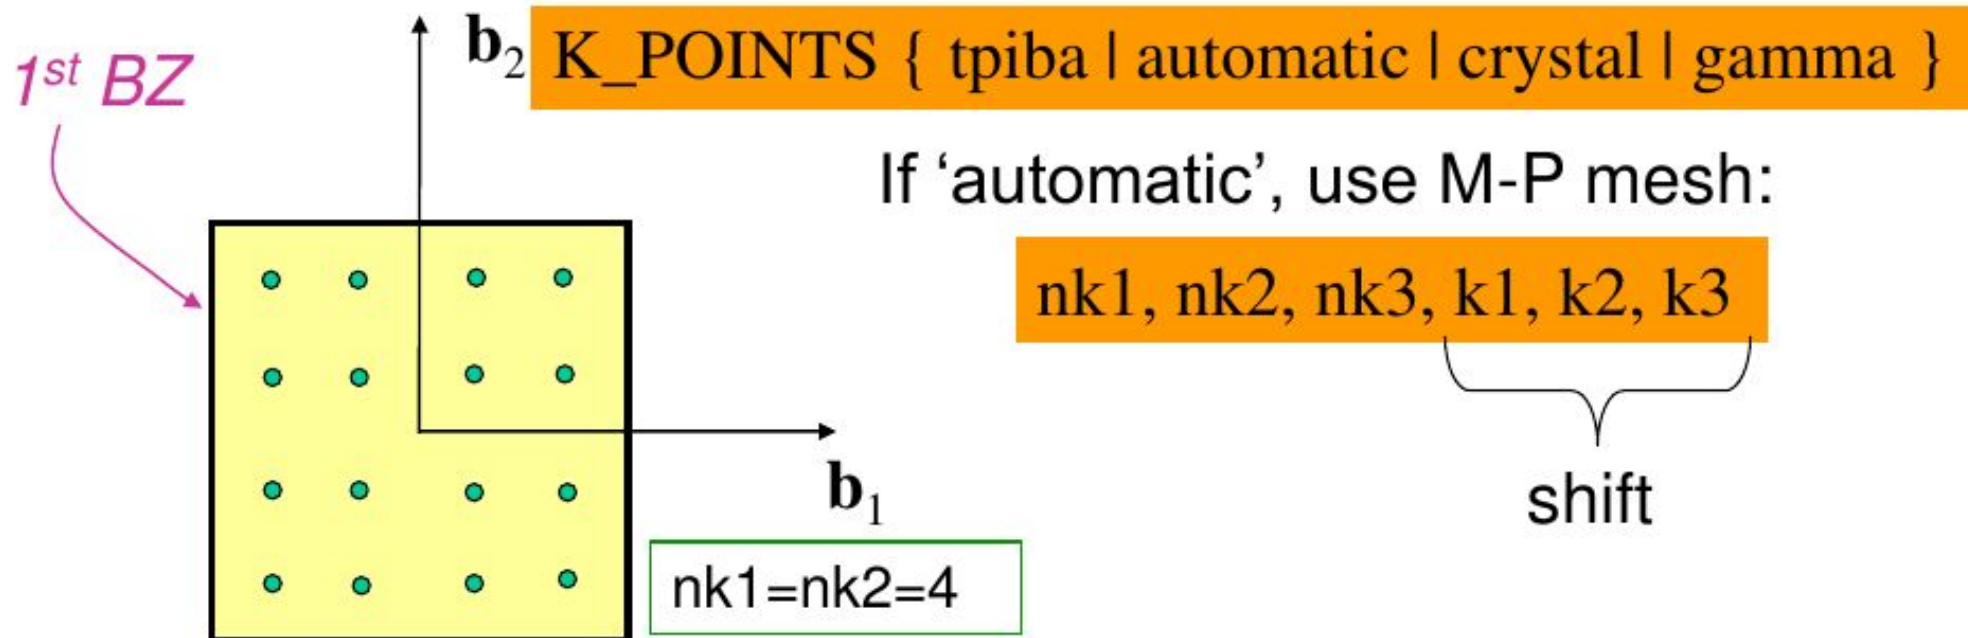 1st BZ
b2
K_POINTS { tpiba | automatic | crystal | gamma }
If ‘automatic’, use M-P mesh:
nk1, nk2, nk3, k1, k2, k3
shift
b1
nk1=nk2=4